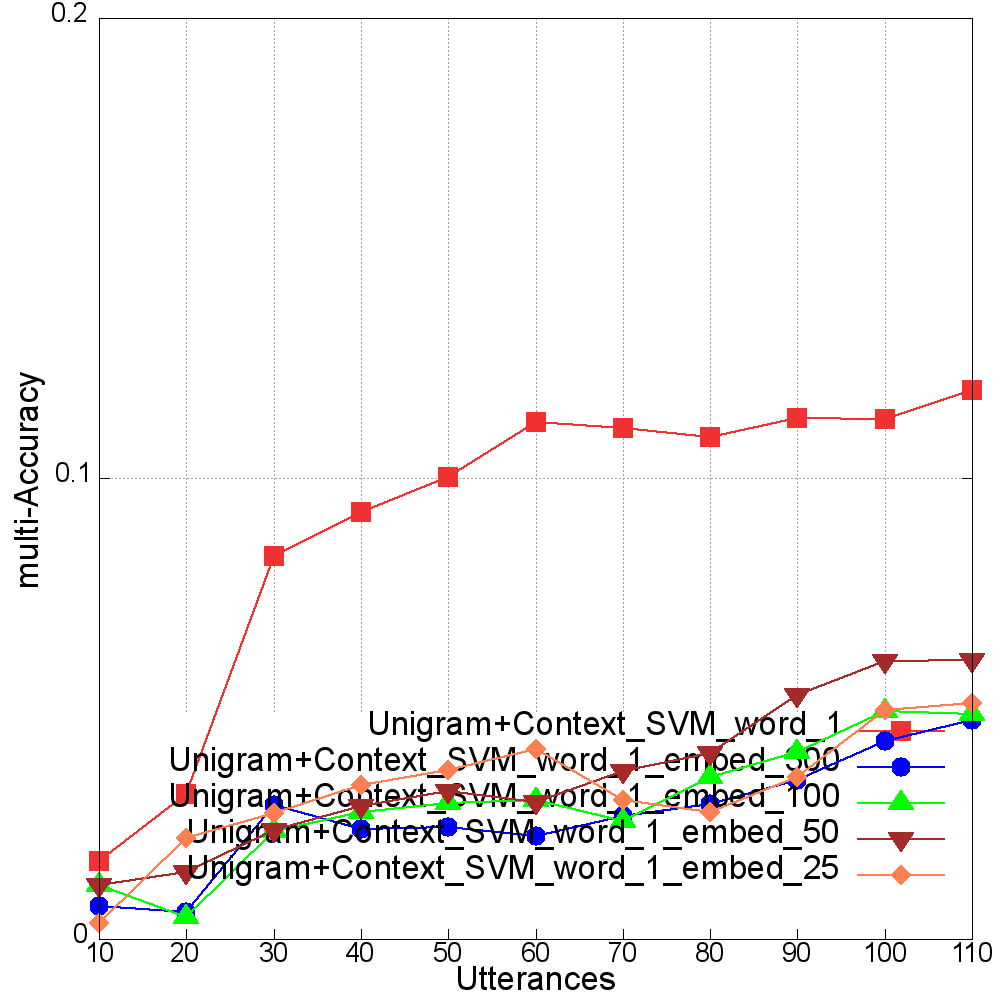 0.2
0.1
0
multi-Accuracy
Unigram+Context_SVM_word_1
Unigram+Context_SVM_word_1_embed_300
Unigram+Context_SVM_word_1_embed_100
Unigram+Context_SVM_word_1_embed_50
Unigram+Context_SVM_word_1_embed_25
10 20 30 40 50 60 70 80 90 100 110
Utterances